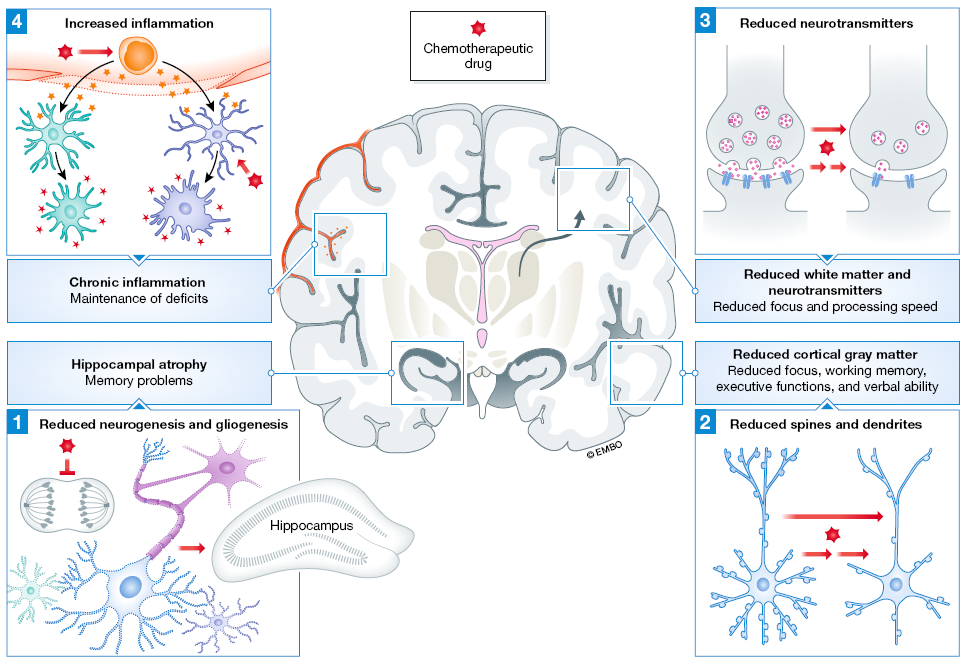 4
Increased inflammation
Chemotherapeutic
drug
3
Reduced neurotransmitters
Chronic inflammation
Maintenance of deficits
Reduced white matter and
neurotransmitters
Reduced focus and processing speed
Hippocampal atrophy
Memory problems
Reduced cortical gray matter
Reduced focus, working memory,
executive functions, and verbal ability
1
Reduced neurogenesis and gliogenesis
Hippocampus
© EMBO
2
Reduced spines and dendrites